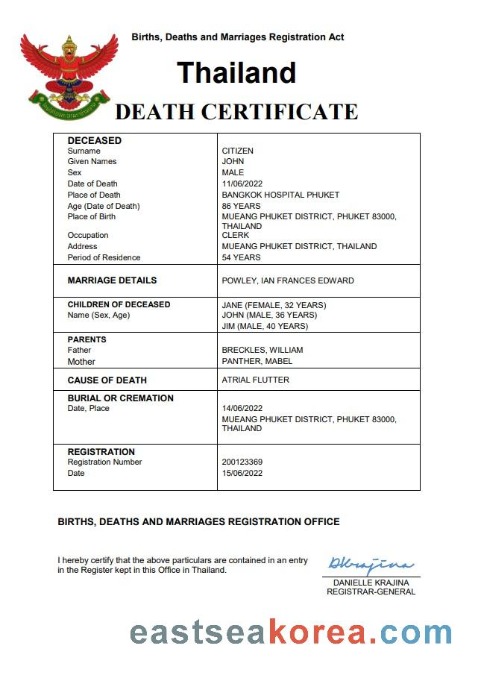 Births, Deaths and Marriages Registration Act
Thailand
DEATH CERTIFICATE
DECEASED
Surname CITIZEN
Given Names JOHN
Sex MALE
Date of Death 11/06/2022
Place of Death BANGKOK HOSPITAL PHUKET
Age (Date of Death) 86 YEARS
Place of Birth MUEANG PHUKET DISTRICT, PHUKET 83000,
THAILAND
Occupation CLERK
Address MUEANG PHUKET DISTRICT, THAILAND
Period of Residence 54 YEARS
MARRIAGE DETAILS POWLEY, IAN FRANCES EDWARD
CHILDREN OF DECEASED JANE (FEMALE, 32 YEARS)
Name (Sex, Age) JOHN (MALE, 36 YEARS)
JIM (MALE, 40 YEARS)
PARENTS
Father BRECKLES, WILLIAM
Mother PANTHER, MABEL
CAUSE OF DEATH ATRIAL FLUTTER
BURIAL OR CREMATION
Date, Place 14/06/2022
MUEANG PHUKET DISTRICT, PHUKET 83000,
THAILAND
REGISTRATION
Registration Number 200123369
Date 15/06/2022
BIRTHS, DEATHS AND MARRIAGES REGISTRATION OFFICE
I hereby certify that the above particulars are contained in an entry
in the Register kept in this Office in Thailand.
DKrajina
DANIELLE KRAJINA
REGISTRAR-GENERAL
eastseakorea.com